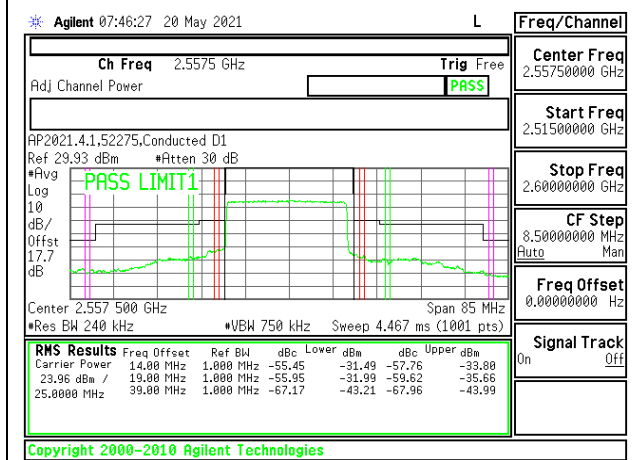 Agilent 07:46:27 20 May 2021 L
Freq/Channel
Ch Freq 2.5575 GHz Trig Free
Adj Channel Power PASS
AP2021.4.1,52275,Conducted D1
Ref 29.93 dBm #Atten 30 dB
#Avg
Log
10
dB/
Offst
17.7
dB
PASS LIMIT1
Center 2.557 500 GHz Span 85 MHz
#Res BW 240 kHz #VBW 750 kHz Sweep 4.467 ms (1001 pts)
RMS Results Freq Offset Ref BW dBc Lower dBm dBc Upper dBm
Carrier Power 14.00 MHz 1.000 MHz -55.45 -31.49 -57.76 -33.80
23.96 dBm / 19.00 MHz 1.000 MHz -55.95 -31.99 -59.62 -35.66
25.0000 MHz 39.00 MHz 1.000 MHz -67.17 -43.21 -67.96 -43.99
Copyright 2000-2010 Agilent Technologies
Center Freq
2.55750000 GHz
Start Freq
2.51500000 GHz
Stop Freq
2.60000000 GHz
CF Step
8.50000000 MHz
Auto Man
Freq Offset
0.00000000 Hz
Signal Track
On Off